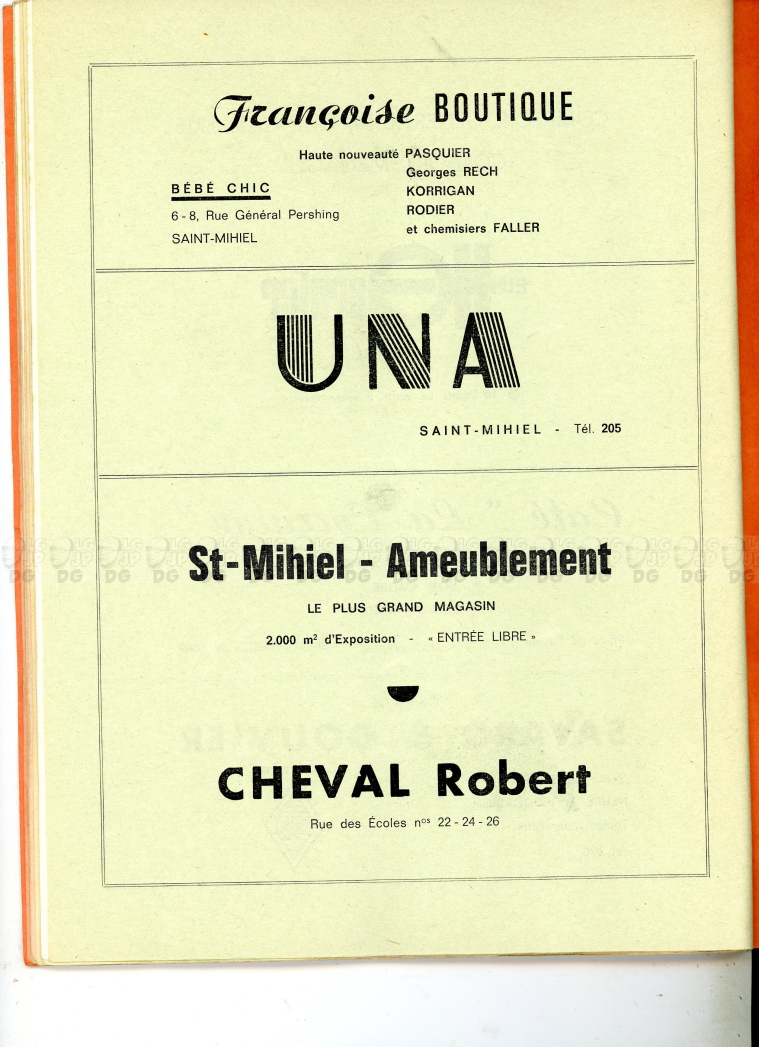 Françoise BOUTIQUE
Haute nouveauté PASQUIER
Georges RECH
KORRIGAN
RODIER
et chemisiers FALLER
BÉBÉ CHIC
6 - 8, Rue Général Pershing
SAINT-MIHIEL
UNA
SAINT-MIHIEL - Tél. 205
St-Mihiel - Ameublement
LE PLUS GRAND MAGASIN
2.000 m² d'Exposition - « ENTRÉE LIBRE »
CHEVAL Robert
Rue des Écoles nos 22 - 24 - 26